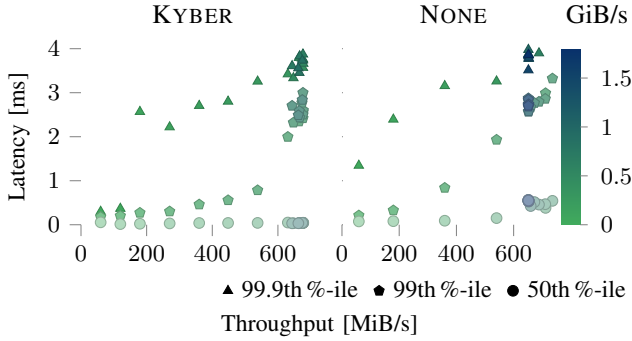 KYBER NONE GiB/s
4
3
2
1
0
Latency [ms]
1.5
1
0.5
0
0 200 400 600 0 200 400 600
99.9th %-ile 99th %-ile 50th %-ile
Throughput [MiB/s]